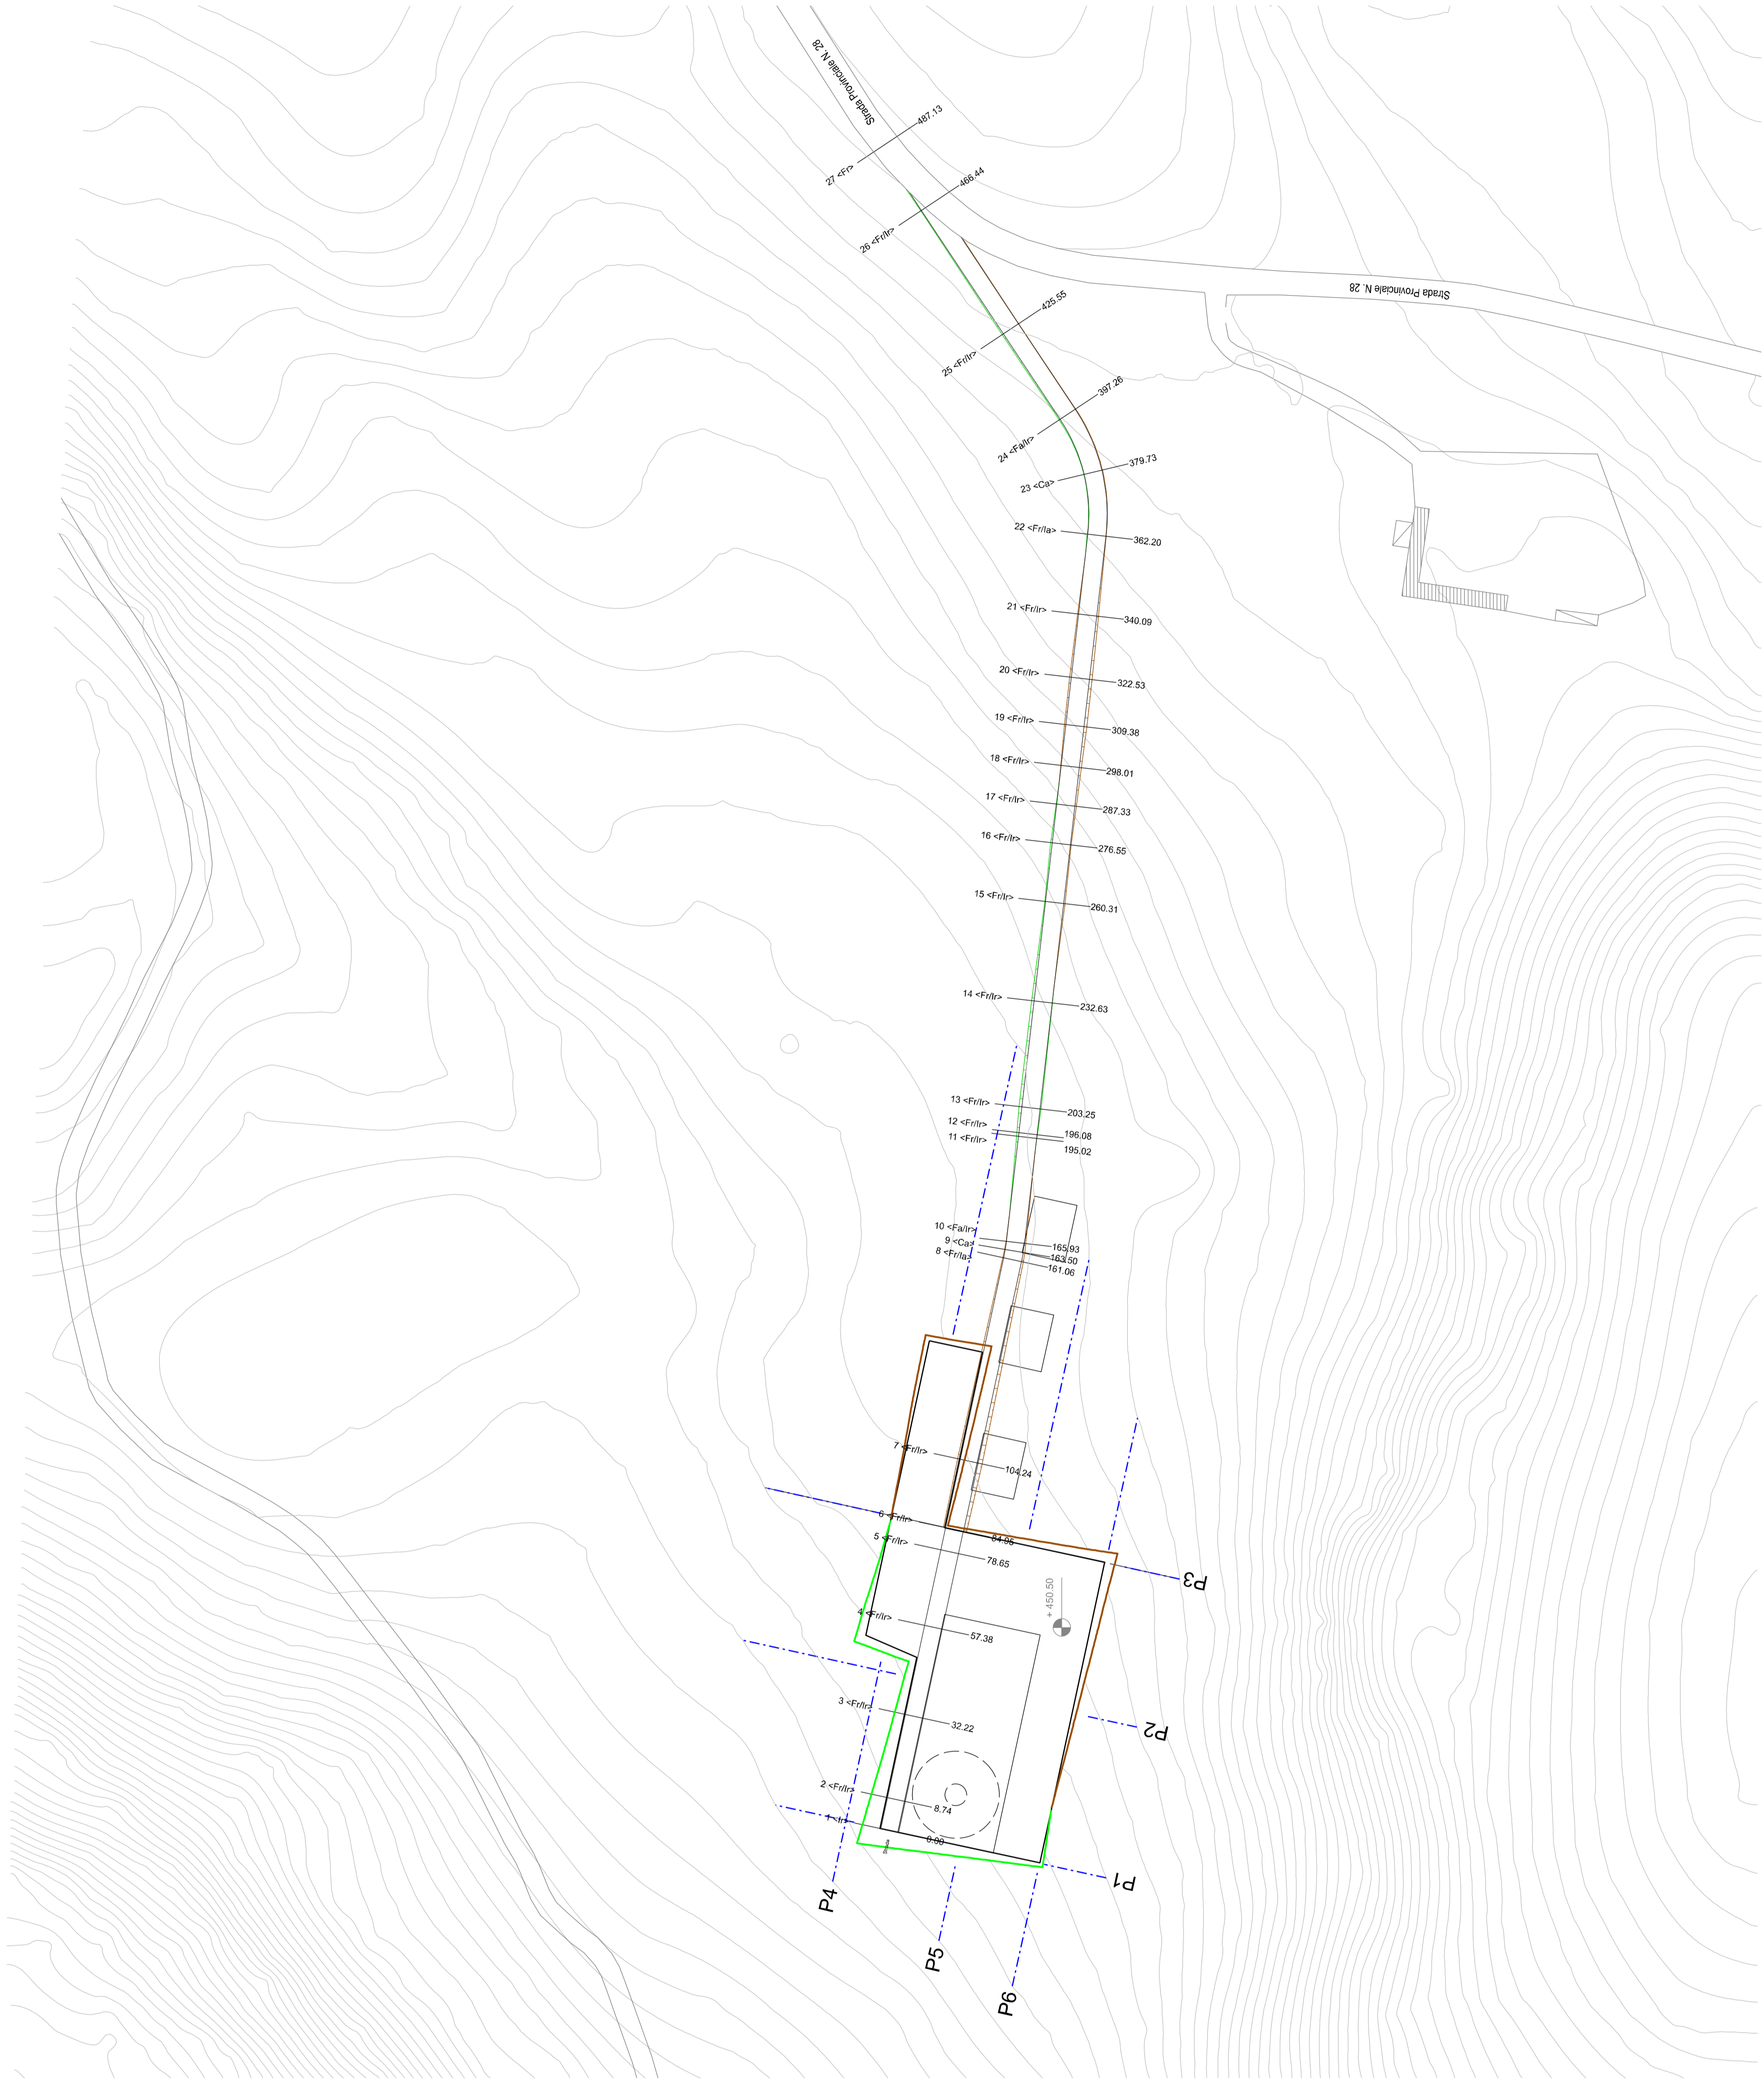 Strada Provinciale N. 28
487.13
27 <Fr>
468.44
26 <Fr/Ir>
Strada Provinciale N. 28
425.55
25 <Fr/Ir>
397.26
24 <Fa/Ir>
379.73
23 <Ca>
22 <Fr/Ia>
362.20
21 <Fr/Ir>
340.09
20 <Fr/Ir>
322.53
19 <Fr/Ir>
309.38
18 <Fr/Ir>
298.01
17 <Fr/Ir>
287.33
16 <Fr/Ir>
276.55
15 <Fr/Ir>
260.31
14 <Fr/Ir>
232.63
13 <Fr/Ir>
203.25
12 <Fr/Ir>
196.08
11 <Fr/Ir>
195.02
10 <Fa/Ir>
165.93
9 <Ca>
163.50
8 <Fr/Ia>
161.06
7 <Fr/Ir>
104.24
6 <Fr/Ir>
84.95
5 <Fr/Ir>
78.65
P3
+ 450.50
4 <Fr/Ir>
57.38
3 <Fr/Ir>
32.22
P2
2 <Fr/Ir>
8.74
1 <Ir>
0.00
P1
P4
P5
P6